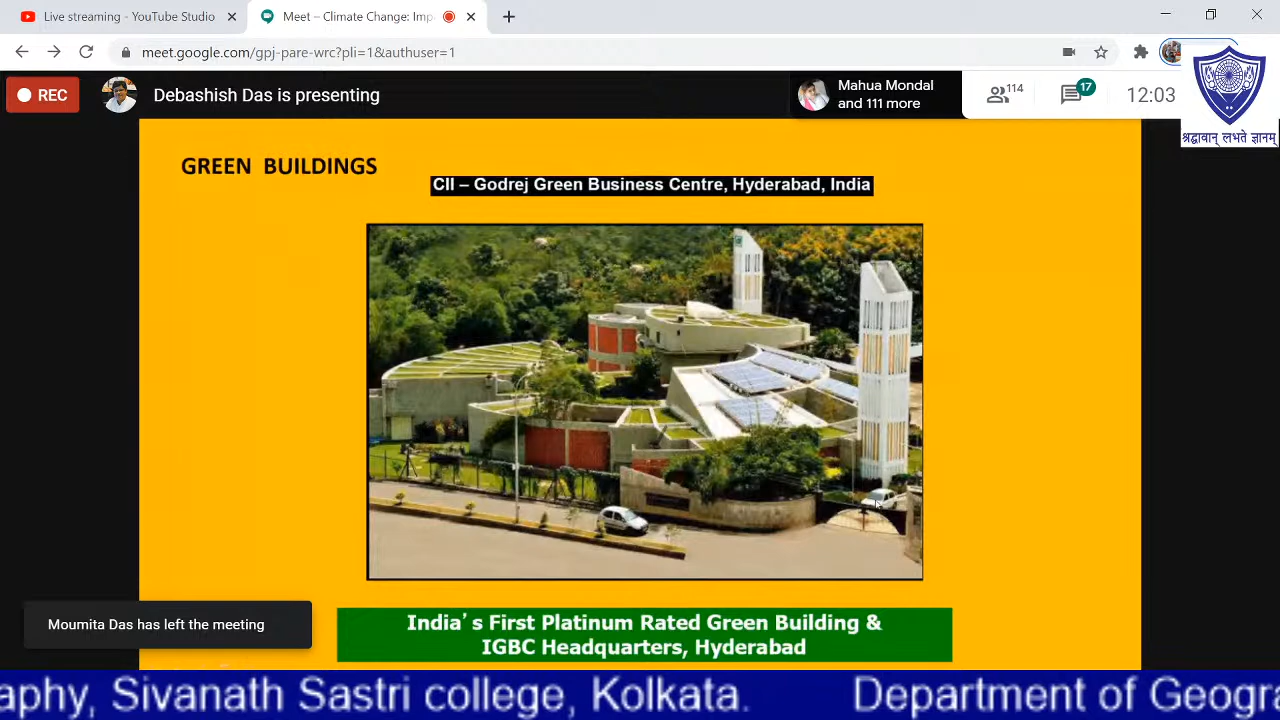 Live streaming - YouTube Studio
Meet – Climate Change: Imp
meet.google.com/gpj-pare-wrc?pli=1&authuser=1
REC
Debashish Das is presenting
Mahua Mondal
and 111 more
114
17
12:03
श्रद्धावान् लभते ज्ञानम्
GREEN BUILDINGS
CII – Godrej Green Business Centre, Hyderabad, India
Moumita Das has left the meeting
India's First Platinum Rated Green Building &
IGBC Headquarters, Hyderabad
aphy, Sivanath Sastri college, Kolkata. Department of Geogra